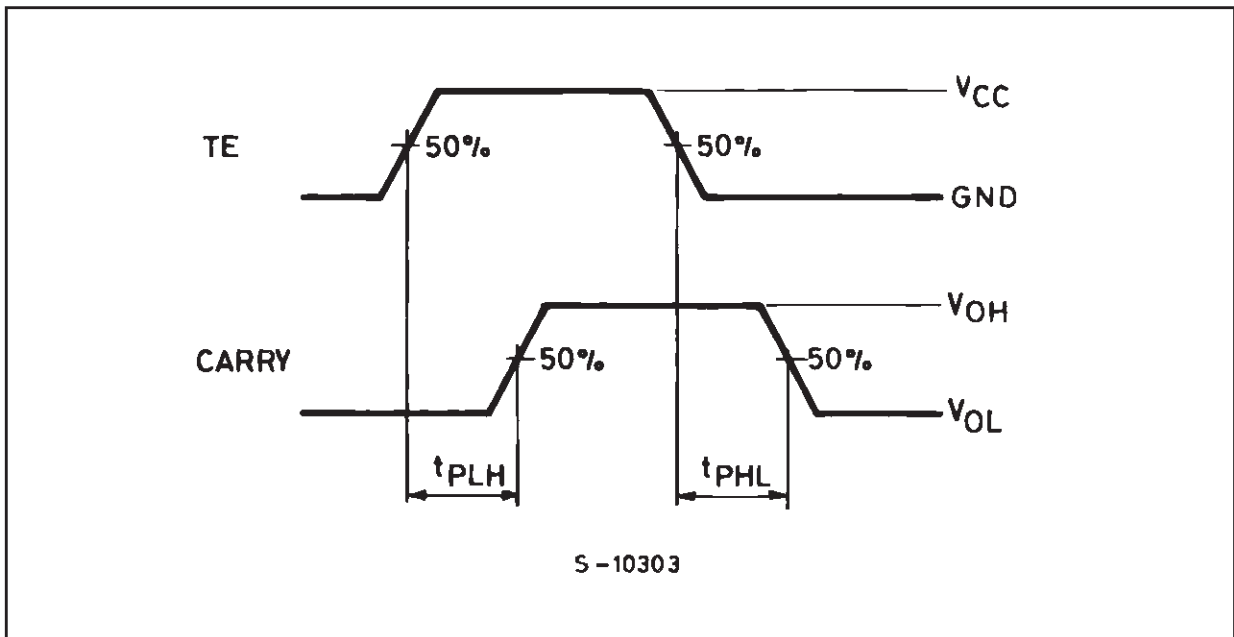 VCC
TE 50% 50%
GND
VOH
CARRY 50% 50%
VOL
tPLH tPHL
S-10303